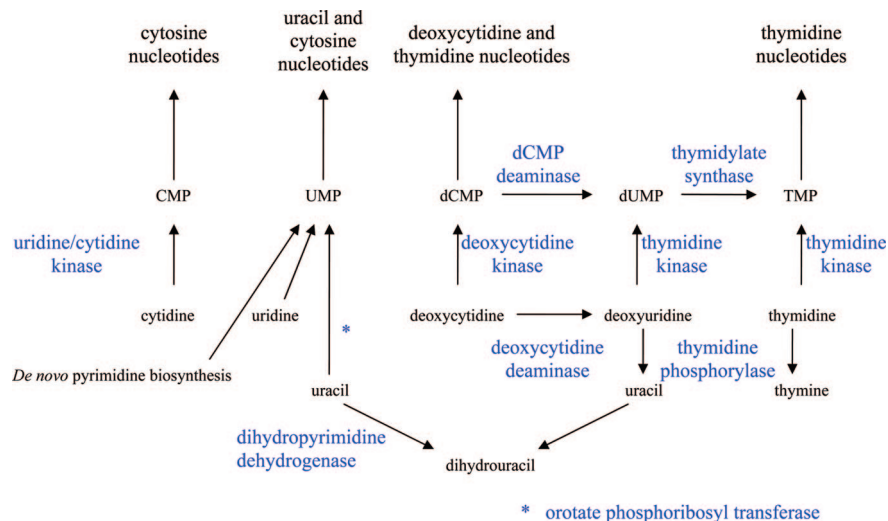 cytosine
nucleotides
uracil and
cytosine
nucleotides
deoxycytidine and
thymidine nucleotides
thymidine
nucleotides
dCMP
deaminase
thymidylate
synthase
CMP
UMP
dCMP
dUMP
TMP
uridine/cytidine
kinase
deoxycytidine
kinase
thymidine
kinase
thymidine
kinase
cytidine
uridine
deoxycytidine
deoxyuridine
thymidine
*
deoxycytidine
deaminase
thymidine
phosphorylase
De novo pyrimidine biosynthesis
uracil
uracil
thymine
dihydropyrimidine
dehydrogenase
dihydrouracil
* orotate phosphoribosyl transferase